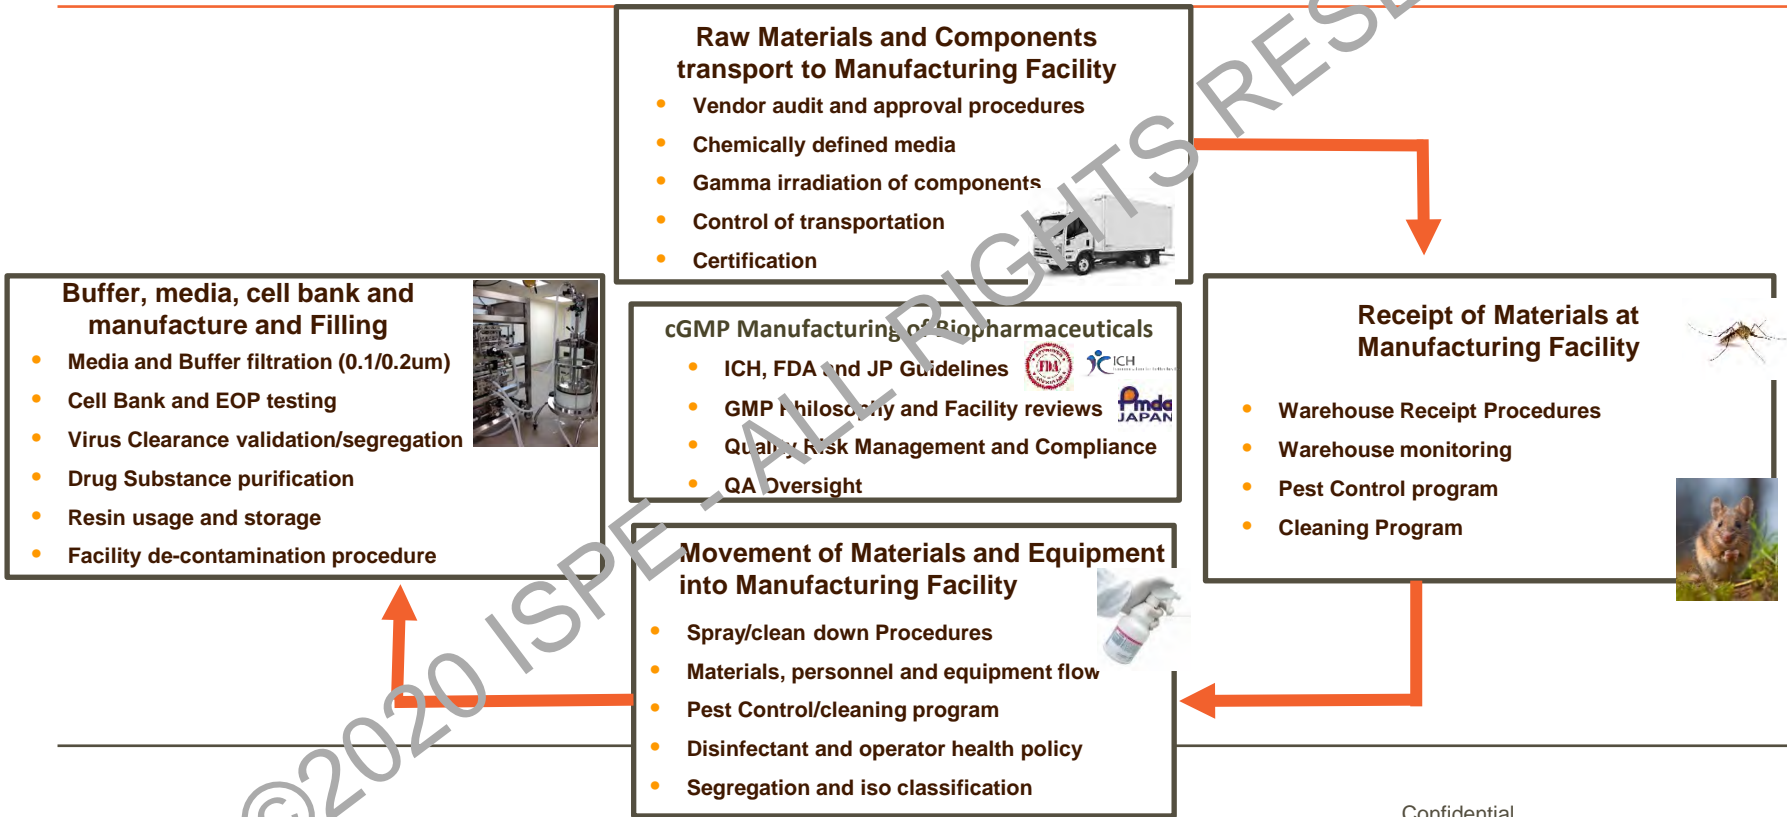 Raw Materials and Components
transport to Manufacturing Facility
• Vendor audit and approval procedures
• Chemically defined media
• Gamma irradiation of components
• Control of transportation
• Certification
Buffer, media, cell bank and
manufacture and Filling
• Media and Buffer filtration (0.1/0.2um)
• Cell Bank and EOP testing
• Virus Clearance validation/segregation
• Drug Substance purification
• Resin usage and storage
• Facility de-contamination procedure
cGMP Manufacturing of Biopharmaceuticals
• ICH, FDA and JP Guidelines
APPROVED
FDA
ICH
• GMP Philosophy and Facility reviews
Pmda
JAPAN
• Quality Risk Management and Compliance
• QA Oversight
Receipt of Materials at
Manufacturing Facility
• Warehouse Receipt Procedures
• Warehouse monitoring
• Pest Control program
• Cleaning Program
Movement of Materials and Equipment
into Manufacturing Facility
• Spray/clean down Procedures
• Materials, personnel and equipment flow
• Pest Control/cleaning program
• Disinfectant and operator health policy
• Segregation and iso classification
Confidential
©2020 ISPE - ALL RIGHTS